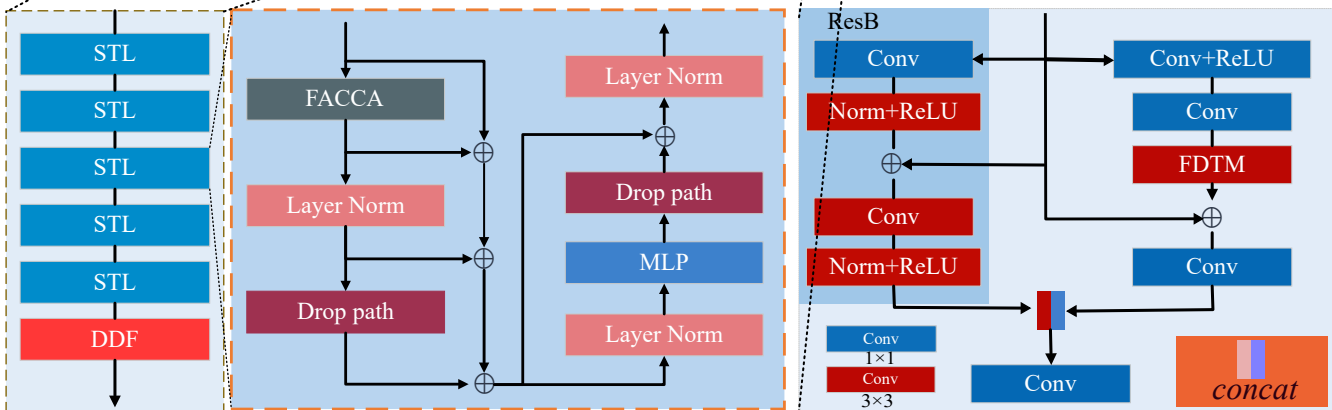 STL
STL
STL
STL
STL
DDF
FACCA
Layer Norm
Drop path
Layer Norm
Drop path
MLP
Layer Norm
ResB
Conv
Norm+ReLU
Conv
Norm+ReLU
Conv+ReLU
Conv
FDTM
Conv
Conv
1×1
Conv
3×3
Conv
concat